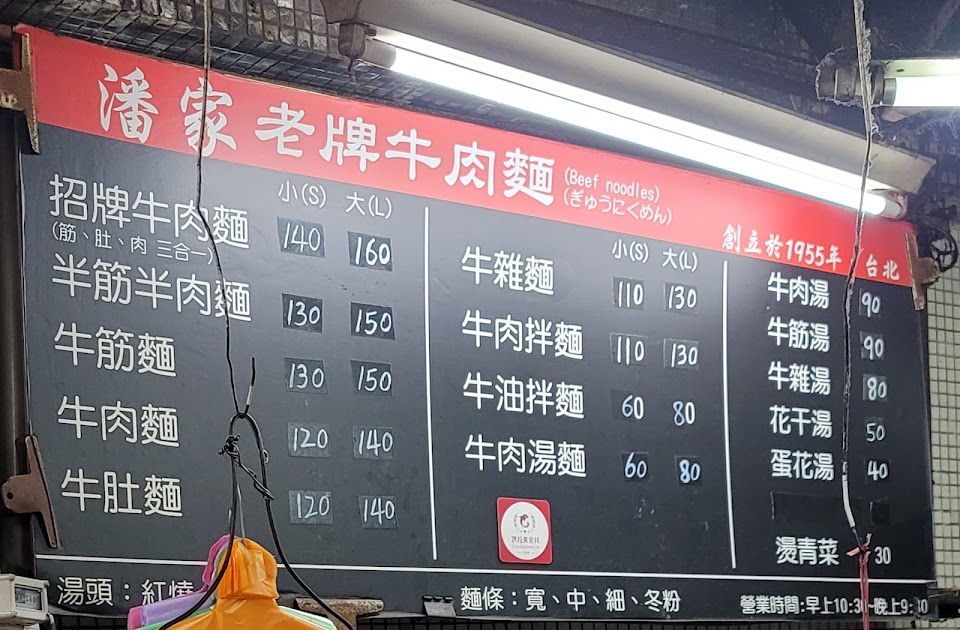 潘家老牌牛肉麵 (Beef noodles)
(ぎゅうにくめん)
創立於1955年 台北
小(S) 大(L)
招牌牛肉麵 140 160
(筋、肚、肉 三合一)
半筋半肉麵 130 150
牛筋麵 130 150
牛肉麵 120 140
牛肚麵 120 140
小(S) 大(L)
牛雜麵 110 130
牛肉拌麵 110 130
牛油拌麵 60 80
牛肉湯麵 60 80
牛肉湯 90
牛筋湯 90
牛雜湯 80
花干湯 50
蛋花湯 40
燙青菜 30
湯頭：紅燒
麵條：寬、中、細、冬粉
營業時間:早上10:30~晚上9:30